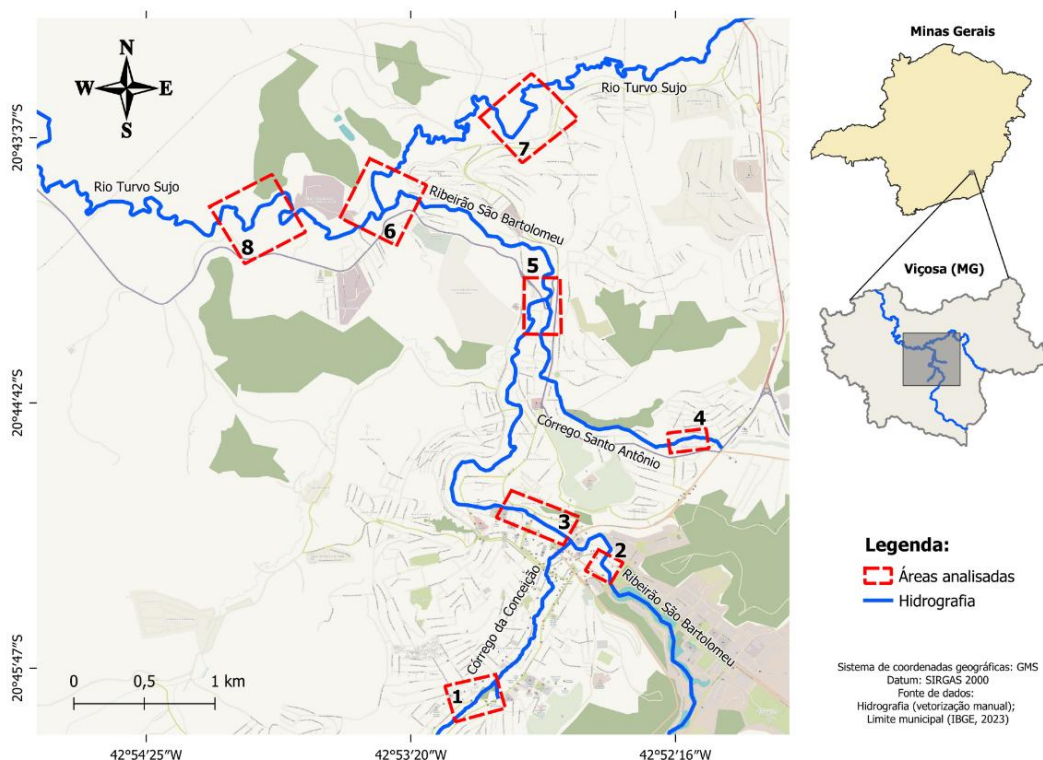 Minas Gerais
N
W E
S
Rio Turvo Sujo
7
20°43'37"S
Rio Turvo Sujo
Ribeirão São Bartolomeu
8
6
5
Viçosa (MG)
20°44'42"S
4
Córrego Santo Antônio
3
2
Ribeirão São Bartolomeu
Córrego da Conceição
Legenda:
Áreas analisadas
Hidrografia
20°45'47"S
1
0 0,5 1 km
Sistema de coordenadas geográficas: GMS
Datum: SIRGAS 2000
Fonte de dados:
Hidrografia (vetorização manual);
Limite municipal (IBGE, 2023)
42°54'25"W 42°53'20"W 42°52'16"W